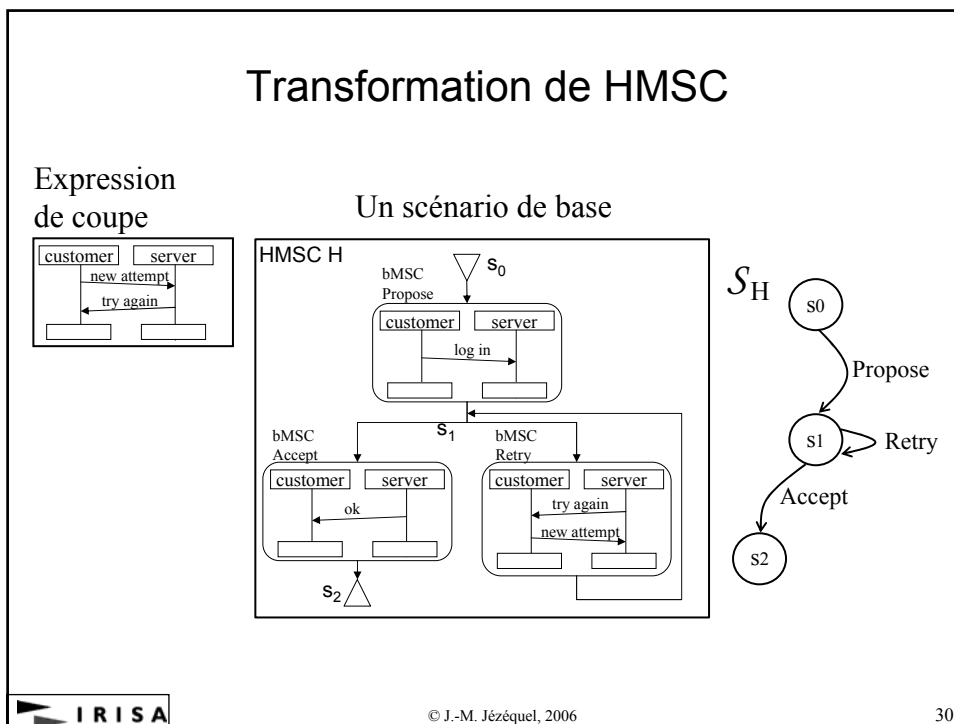 Transformation de HMSC
Expression
de coupe
customer server
new attempt
try again
Un scénario de base
HMSC H
s0
bMSC
Propose
customer server
log in
s1
bMSC
Accept
customer server
ok
s2
bMSC
Retry
customer server
try again
new attempt
SH
s0
Propose
s1
Retry
Accept
s2
IRISA
© J.-M. Jézéquel, 2006
30